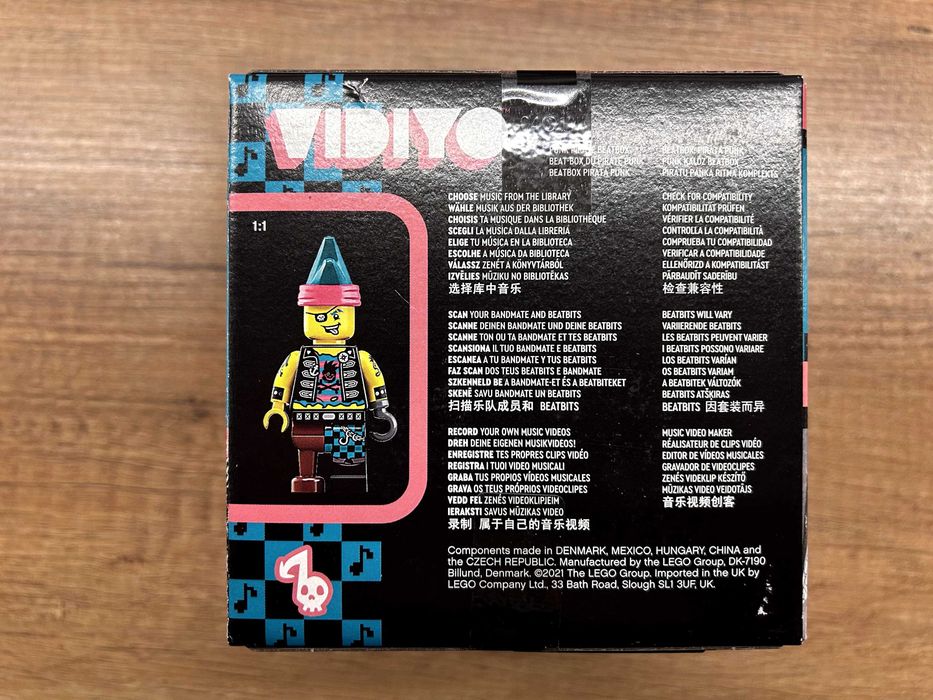 VIDIYO
BEATBOX: PIRATA PUNK
BEAT BOX DU PIRATE PUNK
PUNK KALÓZ BEATBOX
BEATBOX PIRATA PUNK
PIRĀTU PANKA RITMA KOMPLEKTS
1:1
CHOOSE MUSIC FROM THE LIBRARY
WÄHLE MUSIK AUS DER BIBLIOTHEK
CHOISIS TA MUSIQUE DANS LA BIBLIOTHÈQUE
SCEGLI LA MUSICA DALLA LIBRERIA
ELIGE TU MÚSICA EN LA BIBLIOTECA
ESCOLHE A MÚSICA DA BIBLIOTECA
VÁLASSZ ZENÉT A KÖNYVTÁRBÓL
IZVĒLIES MŪZIKU NO BIBLIOTĒKAS
选择库中音乐
CHECK FOR COMPATIBILITY
KOMPATIBILITÄT PRÜFEN
VÉRIFIER LA COMPATIBILITÉ
CONTROLLA LA COMPATIBILITÀ
COMPRUEBA TU COMPATIBILIDAD
VERIFICAR A COMPATIBILIDADE
ELLENŐRIZD A KOMPATIBILITÁST
PĀRBAUDĪT SADERĪBU
检查兼容性
SCAN YOUR BANDMATE AND BEATBITS
SCANNE DEINEN BANDMATE UND DEINE BEATBITS
SCANNE TON OU TA BANDMATE ET TES BEATBITS
SCANSIONA IL TUO BANDMATE E BEATBITS
ESCANEA A TU BANDMATE Y TUS BEATBITS
FAZ SCAN DOS TEUS BEATBITS E BANDMATE
SZKENNELD BE A BANDMATE-ET ÉS A BEATBITEKET
SKENĒ SAVU BANDMATE UN BEATBITS
扫描乐队成员和 BEATBITS
BEATBITS WILL VARY
VARIIERENDE BEATBITS
LES BEATBITS PEUVENT VARIER
I BEATBITS POSSONO VARIARE
LOS BEATBITS VARÍAN
OS BEATBITS VARIAM
A BEATBITEK VÁLTOZÓK
BEATBITS ATŠĶIRAS
BEATBITS 因套装而异
RECORD YOUR OWN MUSIC VIDEOS
DREH DEINE EIGENEN MUSIKVIDEOS!
ENREGISTRE TES PROPRES CLIPS VIDÉO
REGISTRA I TUOI VIDEO MUSICALI
GRABA TUS PROPIOS VÍDEOS MUSICALES
GRAVA OS TEUS PRÓPRIOS VIDEOCLIPES
VEDD FEL ZENÉS VIDEOKLIPJEIM
IERAKSTI SAVUS MŪZIKAS VIDEO
录制 属于自己的音乐视频
MUSIC VIDEO MAKER
RÉALISATEUR DE CLIPS VIDÉO
EDITOR DE VÍDEOS MUSICALES
GRAVADOR DE VIDEOCLIPES
ZENÉS VIDEKLIP KÉSZÍTŐ
MŪZIKAS VIDEO VEIDOTĀJS
音乐视频创客
Components made in DENMARK, MEXICO, HUNGARY, CHINA and
the CZECH REPUBLIC. Manufactured by the LEGO Group, DK-7190
Billund, Denmark. ©2021 The LEGO Group. Imported in the UK by
LEGO Company Ltd., 33 Bath Road, Slough SL1 3UF, UK.